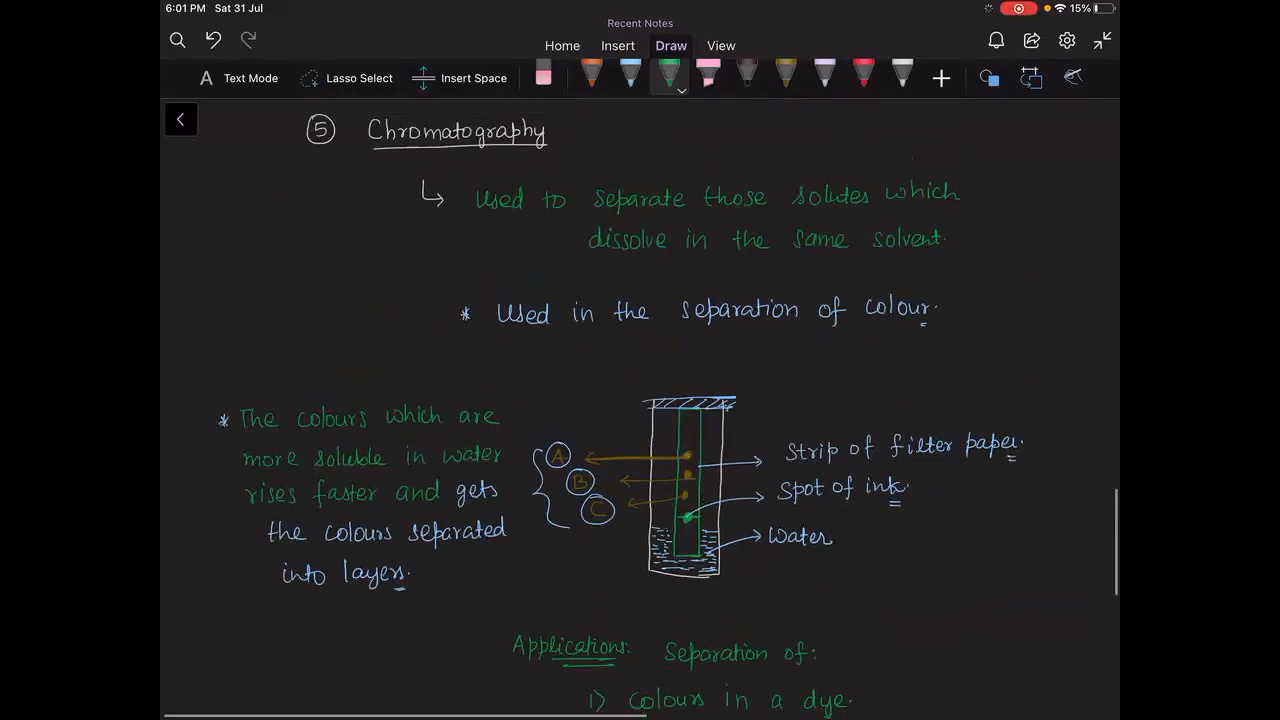 6:01 PM Sat 31 Jul
15%
Recent Notes
Home Insert Draw View
A Text Mode Lasso Select Insert Space
5 Chromatography
Used to separate those solutes which
dissolve in the same solvent.
* Used in the separation of colour.
* The colours which are
more soluble in water
rises faster and gets
the colours separated
into layers.
A
B
C
Strip of filter paper.
Spot of ink.
Water
Applications: Separation of:
1) Colours in a dye.